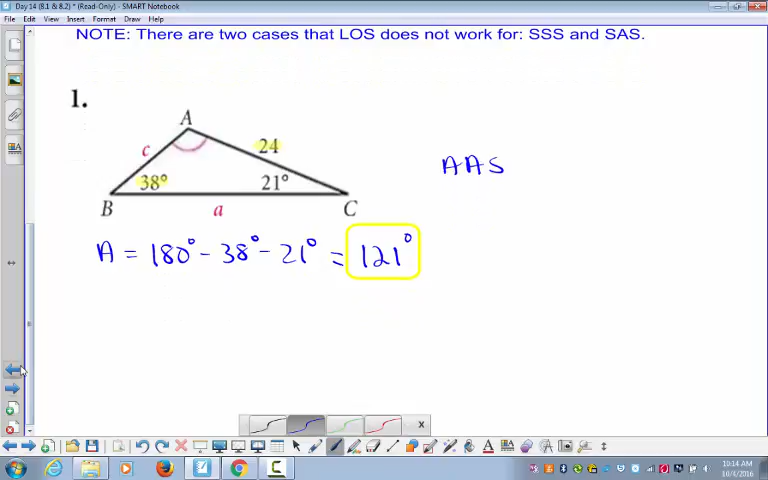 Day 14 (8.1 & 8.2) * (Read-Only) * - SMART Notebook
File Edit View Insert Format Draw Help
NOTE: There are two cases that LOS does not work for: SSS and SAS.
1.
A
c
24
AAS
38°
21°
B
a
C
A = 180° - 38° - 21° = 121°
x
A
10:14 AM
10/4/2016